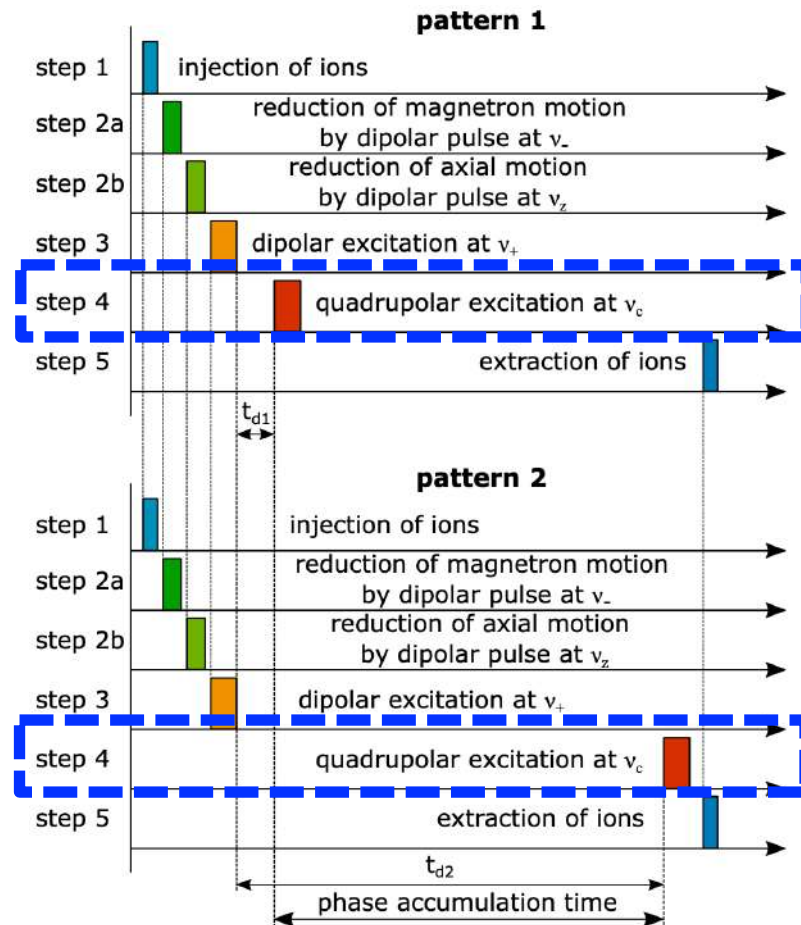 pattern 1
step 1
injection of ions
step 2a
reduction of magnetron motion
by dipolar pulse at ν₋
step 2b
reduction of axial motion
by dipolar pulse at νz
step 3
dipolar excitation at ν₊
step 4
quadrupolar excitation at νc
step 5
extraction of ions
td1
pattern 2
step 1
injection of ions
step 2a
reduction of magnetron motion
by dipolar pulse at ν₋
step 2b
reduction of axial motion
by dipolar pulse at νz
step 3
dipolar excitation at ν₊
step 4
quadrupolar excitation at νc
step 5
extraction of ions
td2
phase accumulation time